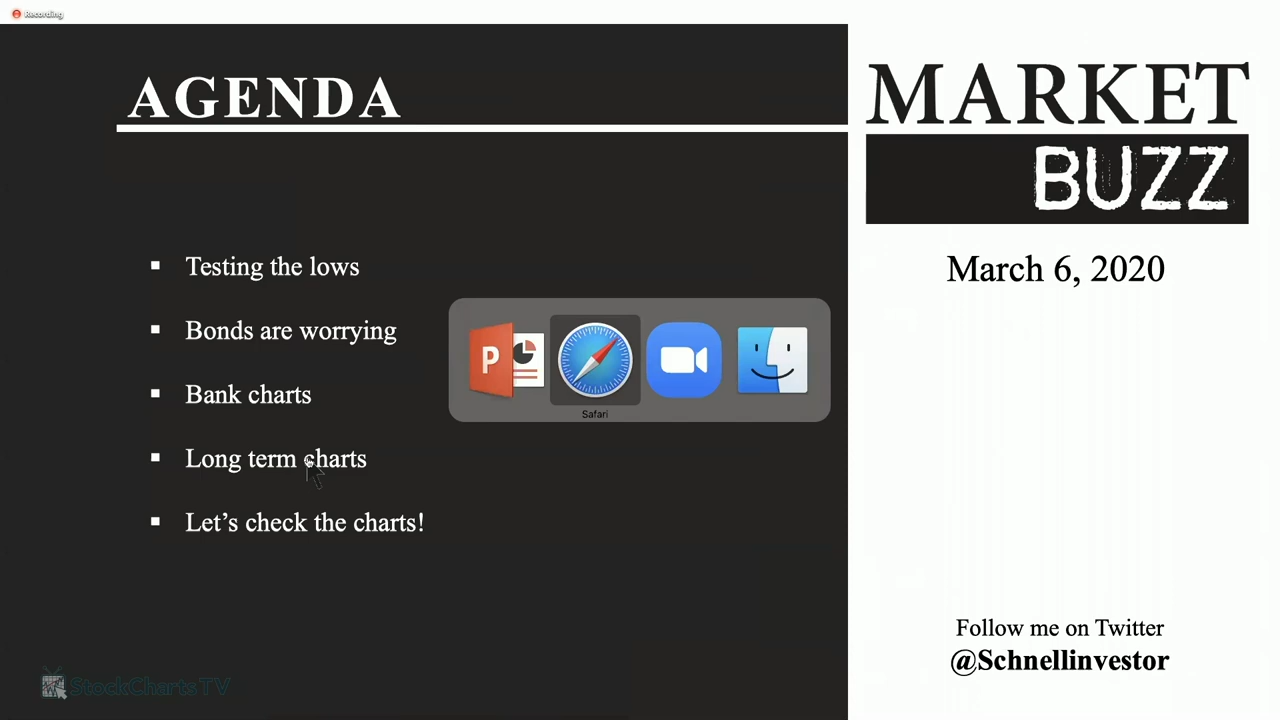 Recording
AGENDA
MARKET
BUZZ
March 6, 2020
Testing the lows
Bonds are worrying
Bank charts
Long term charts
Let’s check the charts!
P
Safari
Follow me on Twitter
@Schnellinvestor
StockCharts TV